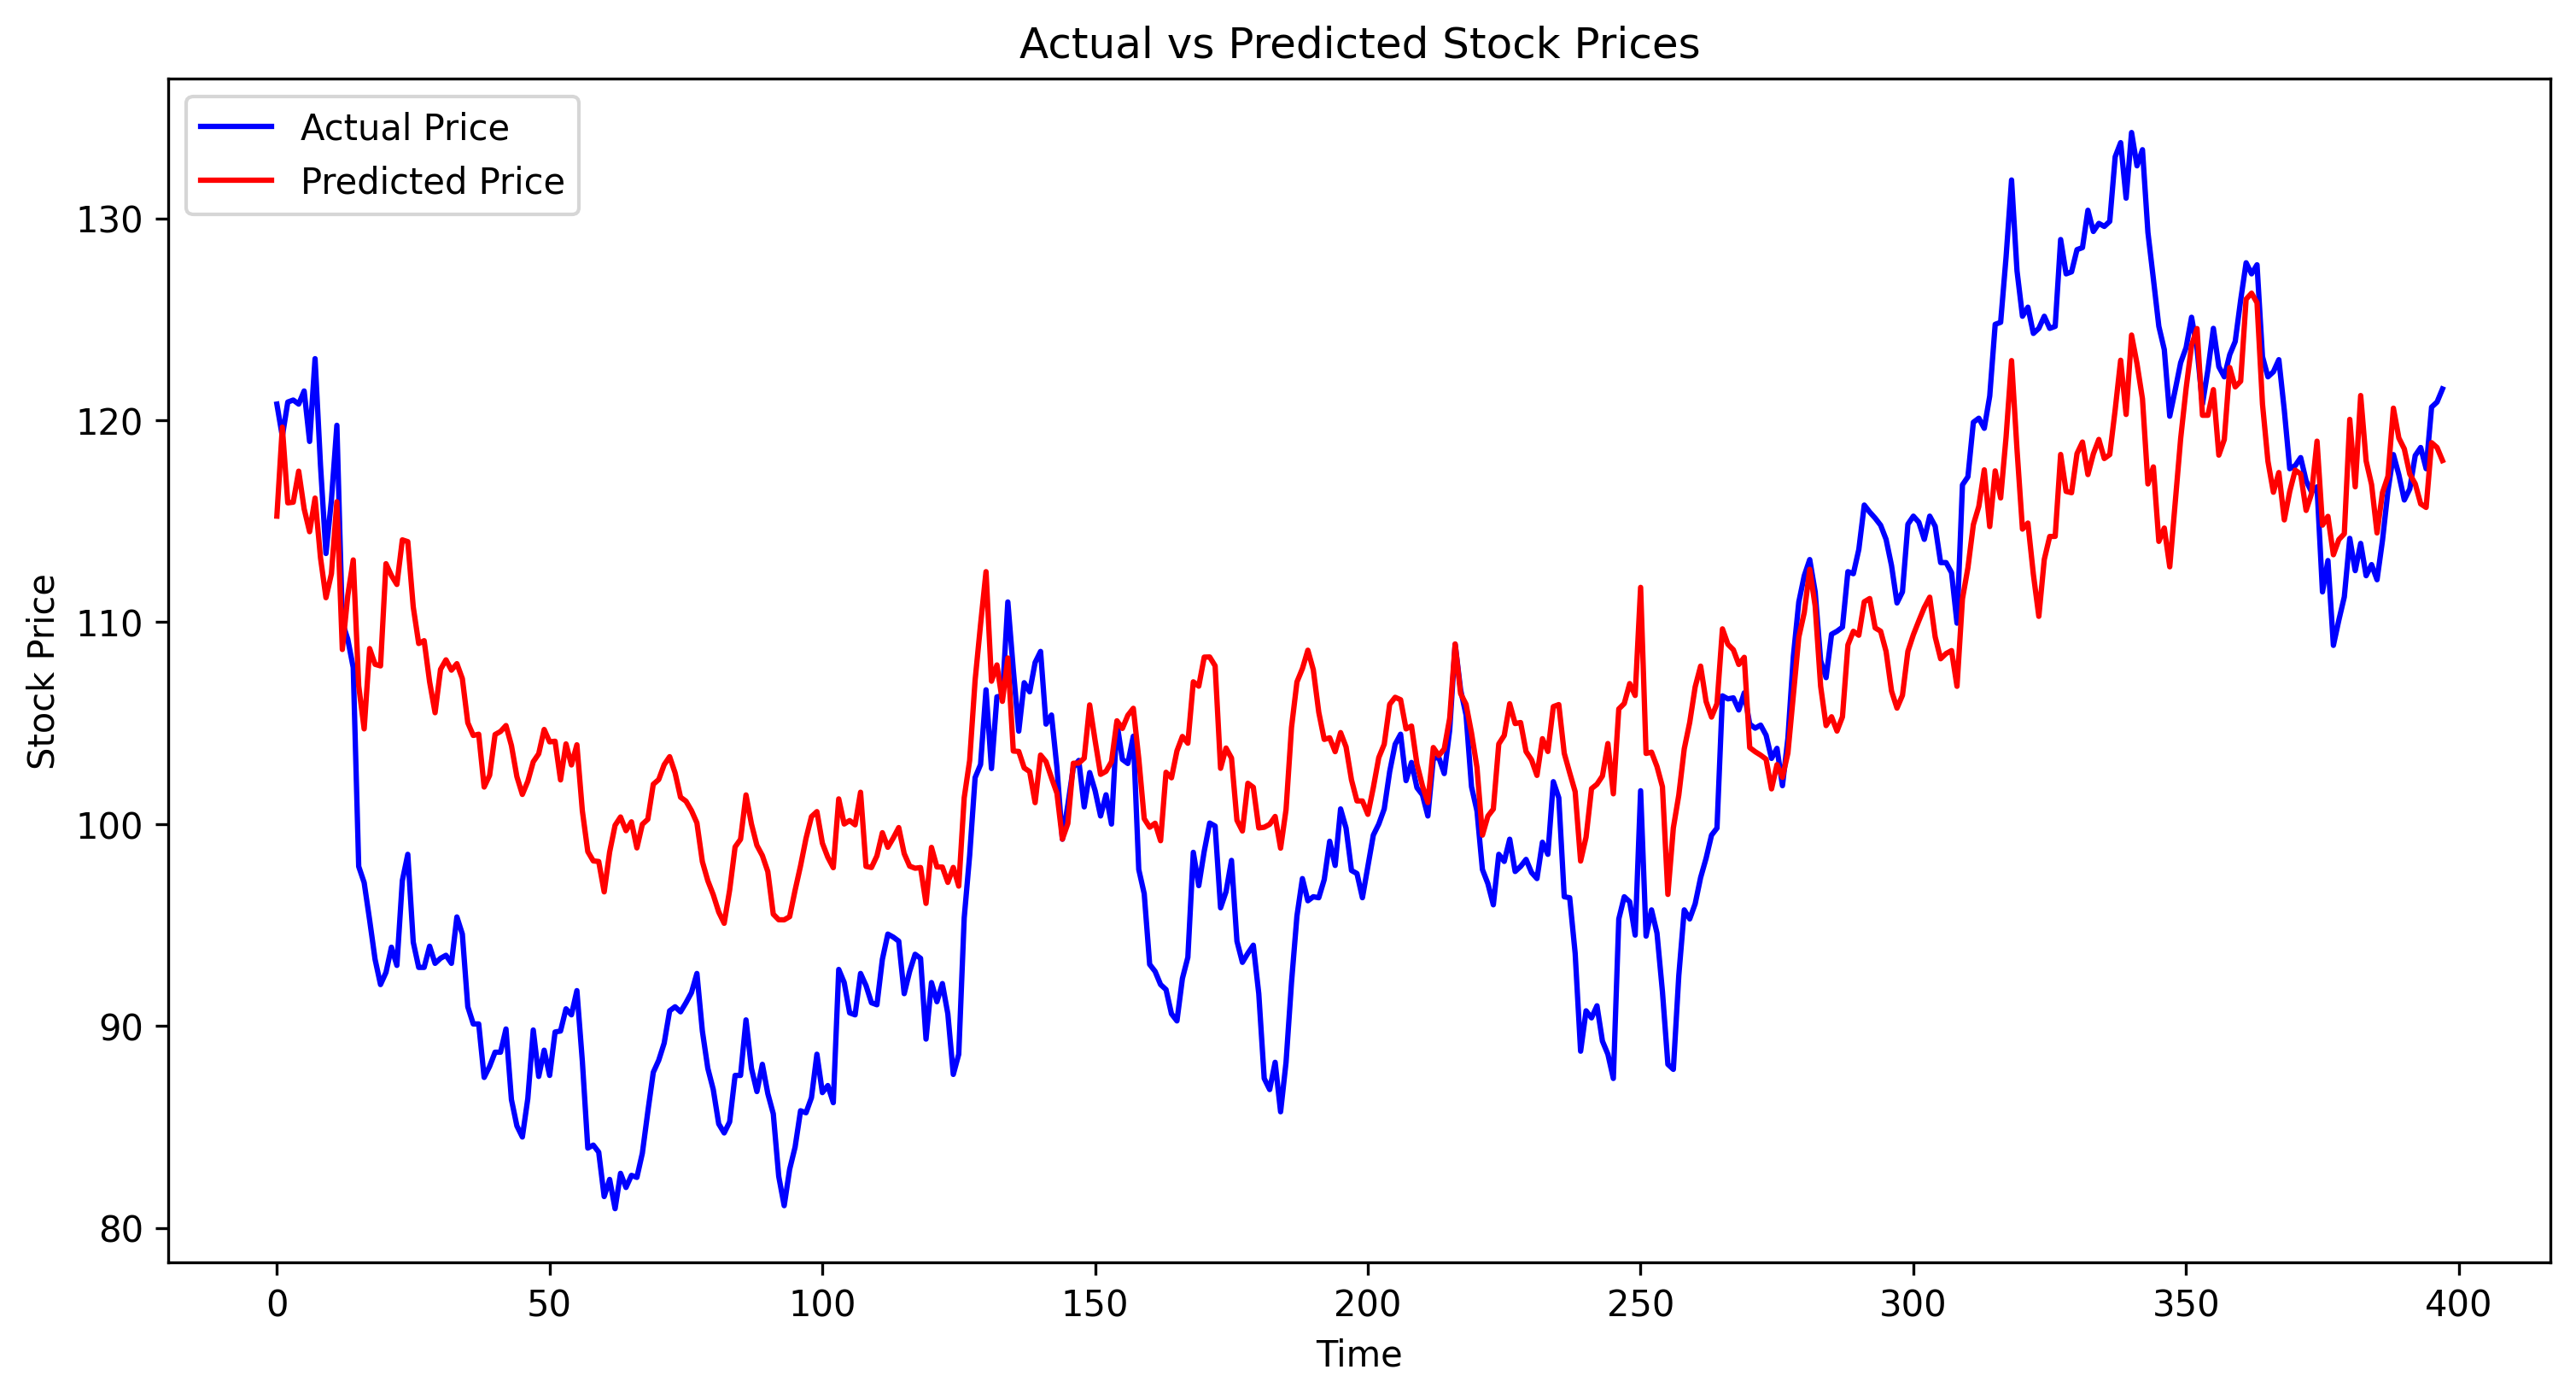 Actual vs Predicted Stock Prices
Actual Price
Predicted Price
Stock Price
130
120
110
100
90
80
0 50 100 150 200 250 300 350 400
Time